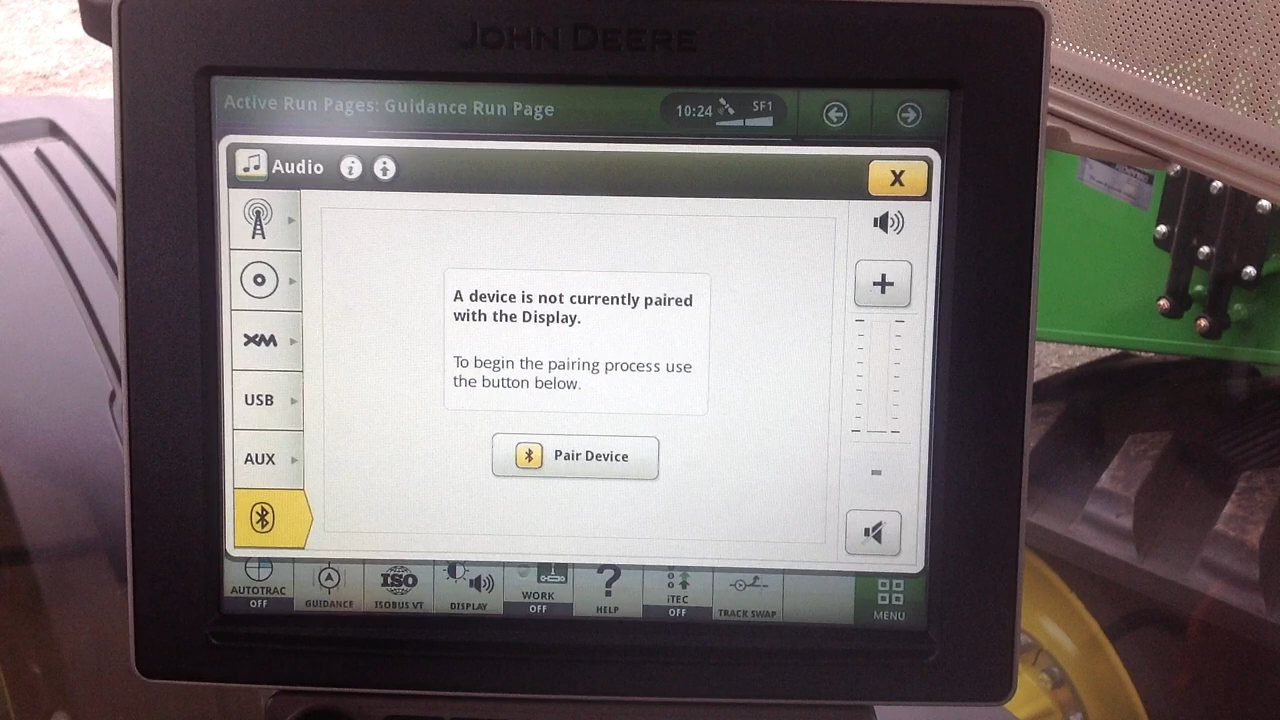 JOHN DEERE
Active Run Pages: Guidance Run Page
10:24
SF1
Audio
X
XM
USB
AUX
A device is not currently paired
with the Display.
To begin the pairing process use
the button below.
Pair Device
AUTOTRAC
OFF
GUIDANCE
ISO
ISOBUS VT
DISPLAY
WORK
OFF
?
HELP
iTEC
OFF
TRACK SWAP
MENU